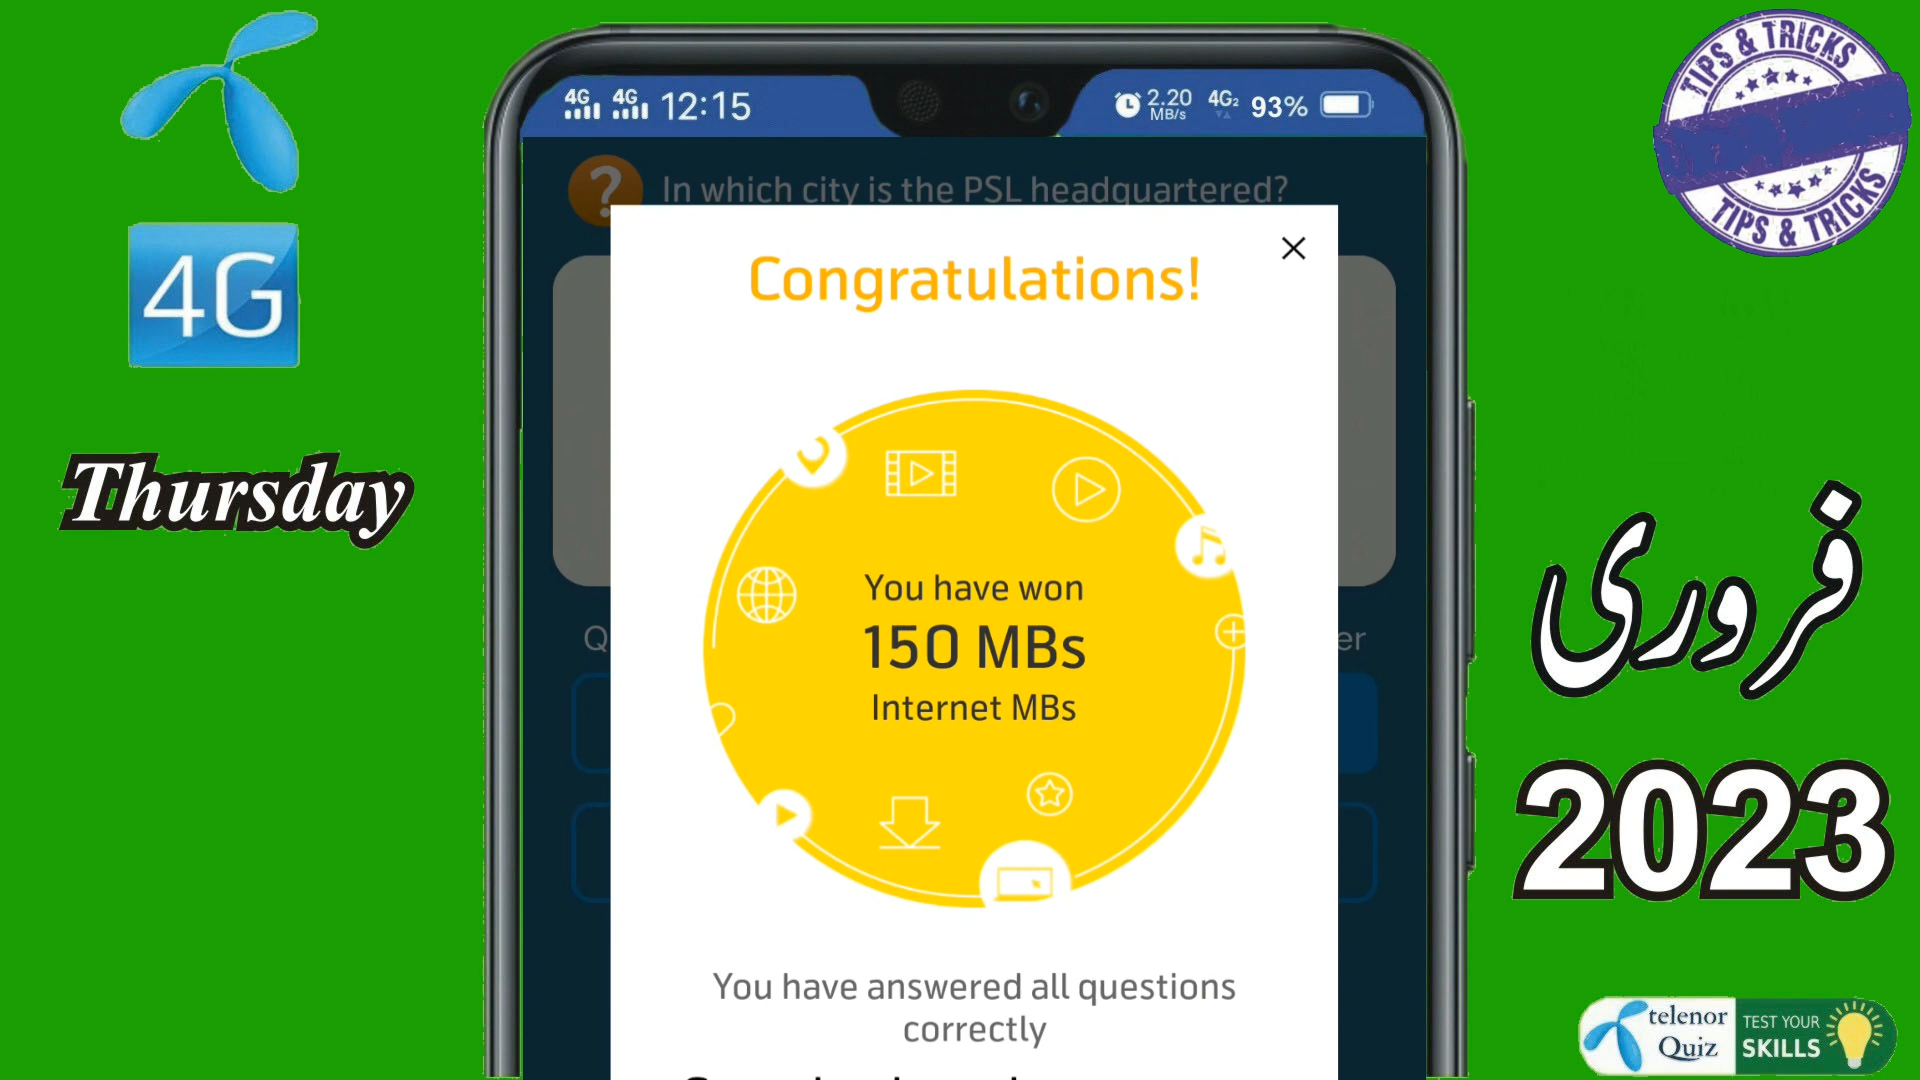 4G 4G 12:15
2.20
MB/s
4G2 93%
In which city is the PSL headquartered?
Congratulations!
You have won
150 MBs
Internet MBs
You have answered all questions
correctly
4G
Thursday
TIPS & TRICKS
TIPS & TRICKS
فروری
2023
telenor
Quiz
TEST YOUR
SKILLS